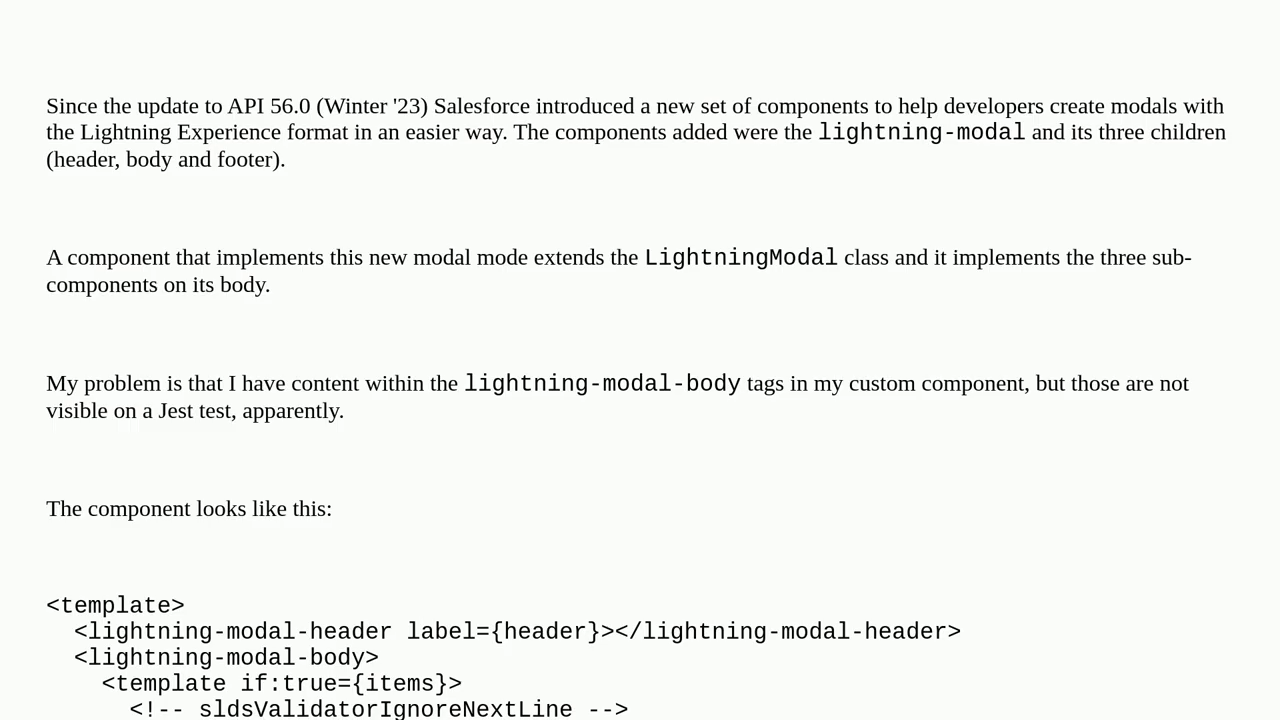 Since the update to API 56.0 (Winter '23) Salesforce introduced a new set of components to help developers create modals with
the Lightning Experience format in an easier way. The components added were the lightning-modal and its three children
(header, body and footer).
A component that implements this new modal mode extends the LightningModal class and it implements the three sub-
components on its body.
My problem is that I have content within the lightning-modal-body tags in my custom component, but those are not
visible on a Jest test, apparently.
The component looks like this:
<template>
  <lightning-modal-header label={header}></lightning-modal-header>
  <lightning-modal-body>
    <template if:true={items}>
      <!-- sldsValidatorIgnoreNextLine -->